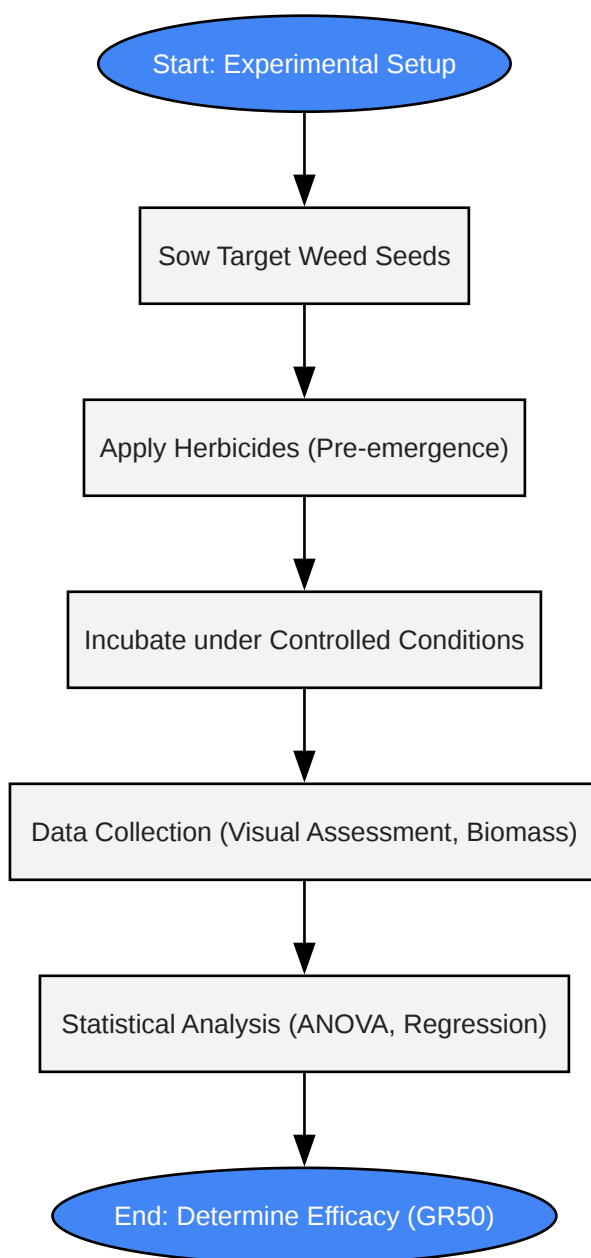 Start: Experimental Setup
Sow Target Weed Seeds
Apply Herbicides (Pre-emergence)
Incubate under Controlled Conditions
Data Collection (Visual Assessment, Biomass)
Statistical Analysis (ANOVA, Regression)
End: Determine Efficacy (GR50)